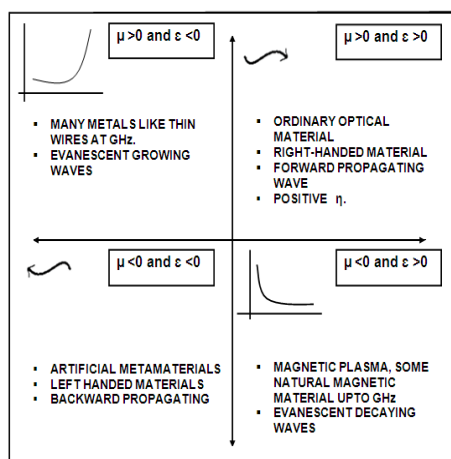 μ >0 and ε <0
▪ MANY METALS LIKE THIN
WIRES AT GHz.
▪ EVANESCENT GROWING
WAVES
μ >0 and ε >0
▪ ORDINARY OPTICAL
MATERIAL
▪ RIGHT-HANDED MATERIAL
▪ FORWARD PROPAGATING
WAVE
▪ POSITIVE η.
μ <0 and ε <0
▪ ARTIFICIAL METAMATERIALS
▪ LEFT HANDED MATERIALS
▪ BACKWARD PROPAGATING
μ <0 and ε >0
▪ MAGNETIC PLASMA, SOME
NATURAL MAGNETIC
MATERIAL UPTO GHz
▪ EVANESCENT DECAYING
WAVES